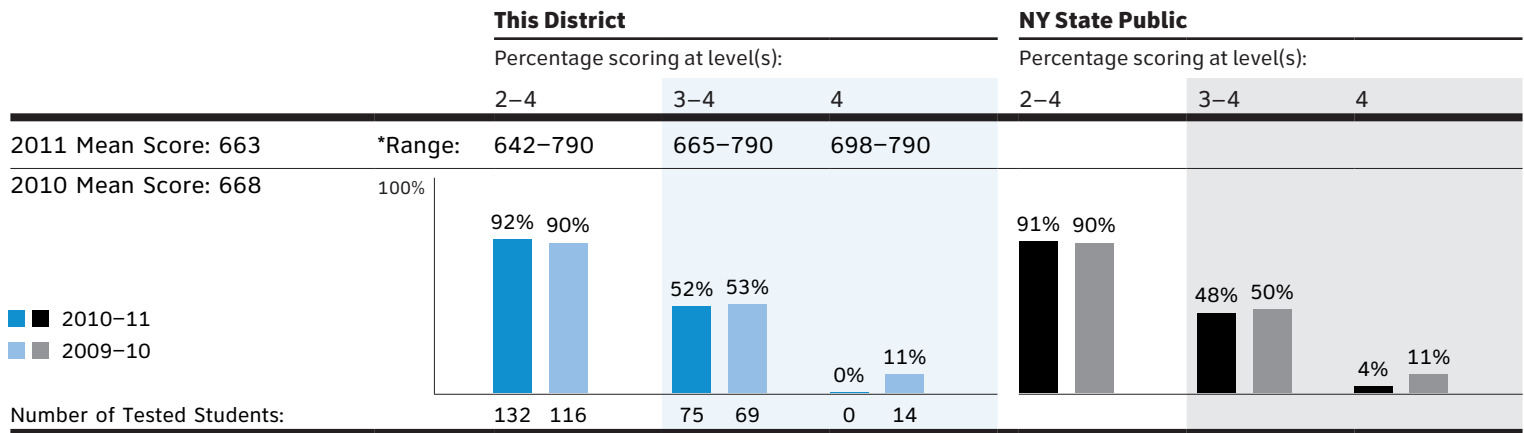 This District NY State Public
Percentage scoring at level(s): Percentage scoring at level(s):
2–4 3–4 4 2–4 3–4 4
2011 Mean Score: 663 *Range: 642–790 665–790 698–790
2010 Mean Score: 668 100%
92% 90% 52% 53% 0% 11% 91% 90% 48% 50% 4% 11%
2010–11
2009–10
Number of Tested Students: 132 116 75 69 0 14